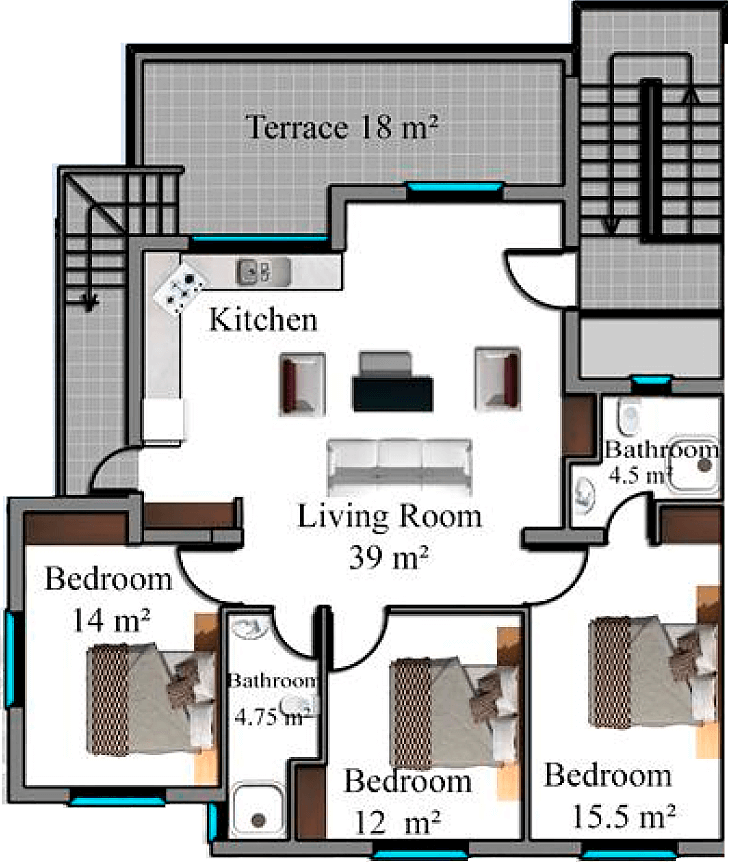 Terrace 18 m²
Kitchen
Bathroom
4.5 m²
Living Room
39 m²
Bedroom
14 m²
Bathroom
4.75 m²
Bedroom
12 m²
Bedroom
15.5 m²